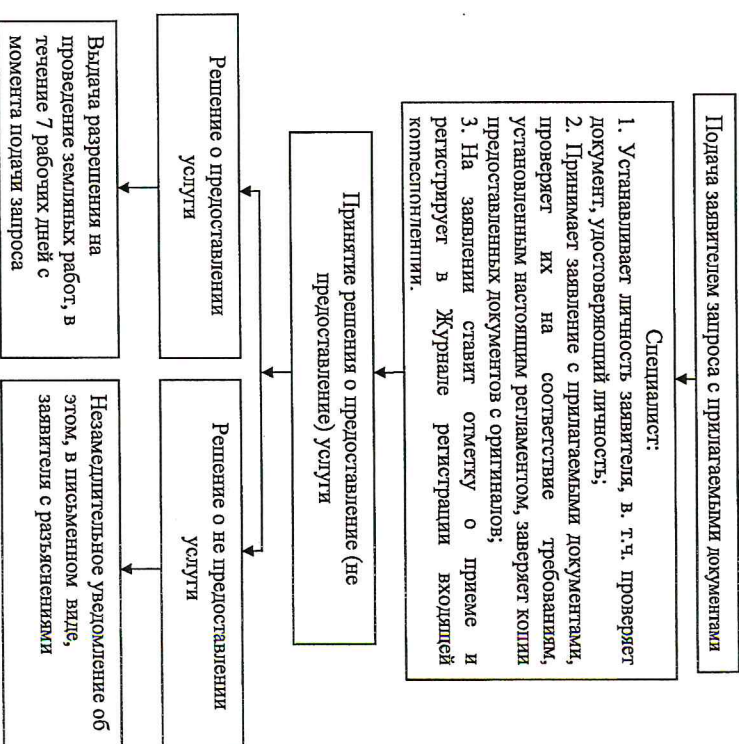 Подача заявителем запроса с прилагаемыми документами
Специалист:
1. Устанавливает личность заявителя, в. т.ч. проверяет
документ, удостоверяющий личность;
2. Принимает заявление с прилагаемыми документами,
проверяет их на соответствие требованиям,
установленным настоящим регламентом, заверяет копии
предоставленных документов с оригиналов;
3. На заявлении ставит отметку о приеме и
регистрирует в Журнале регистрации входящей
корреспонденции.
Принятие решения о предоставление (не
предоставление) услуги
Решение о предоставлении
услуги
Решение о не предоставлении
услуги
Выдача разрешения на
проведение земляных работ, в
течение 7 рабочих дней с
момента подачи запроса
Незамедлительное уведомление об
этом, в письменном виде,
заявителя с разъяснениями